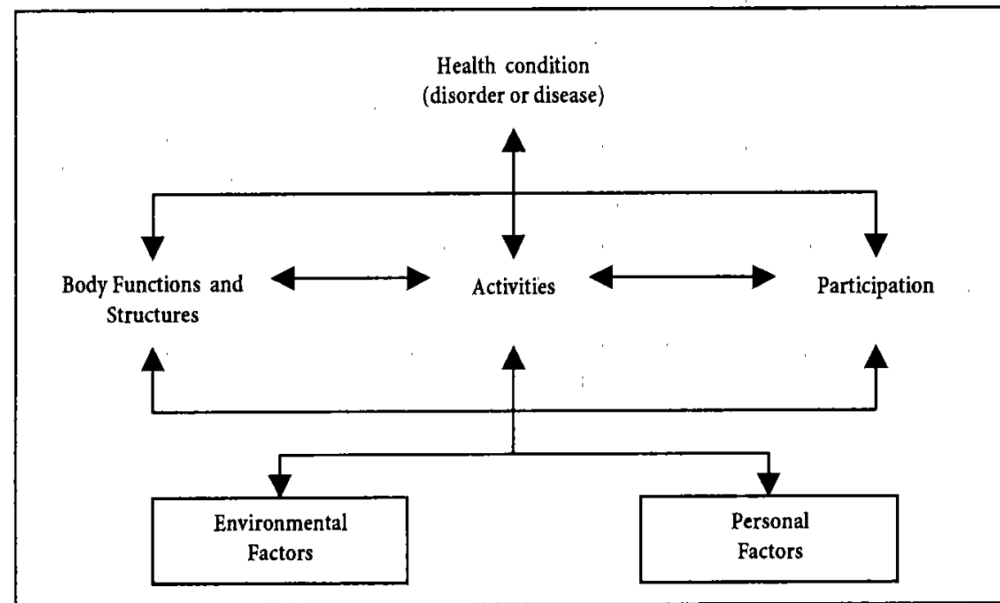 Health condition
(disorder or disease)
Body Functions and
Structures
Activities
Participation
Environmental
Factors
Personal
Factors